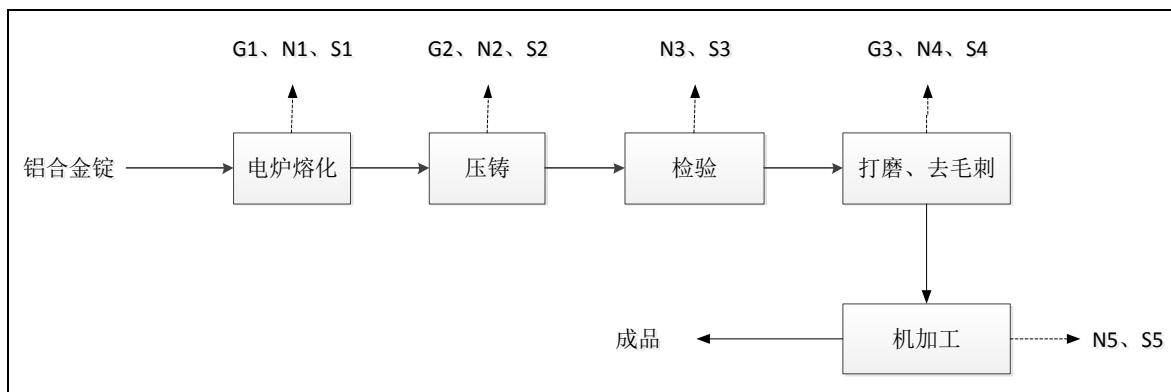 G1、N1、S1
G2、N2、S2
N3、S3
G3、N4、S4
铝合金锭
电炉熔化
压铸
检验
打磨、去毛刺
成品
机加工
N5、S5